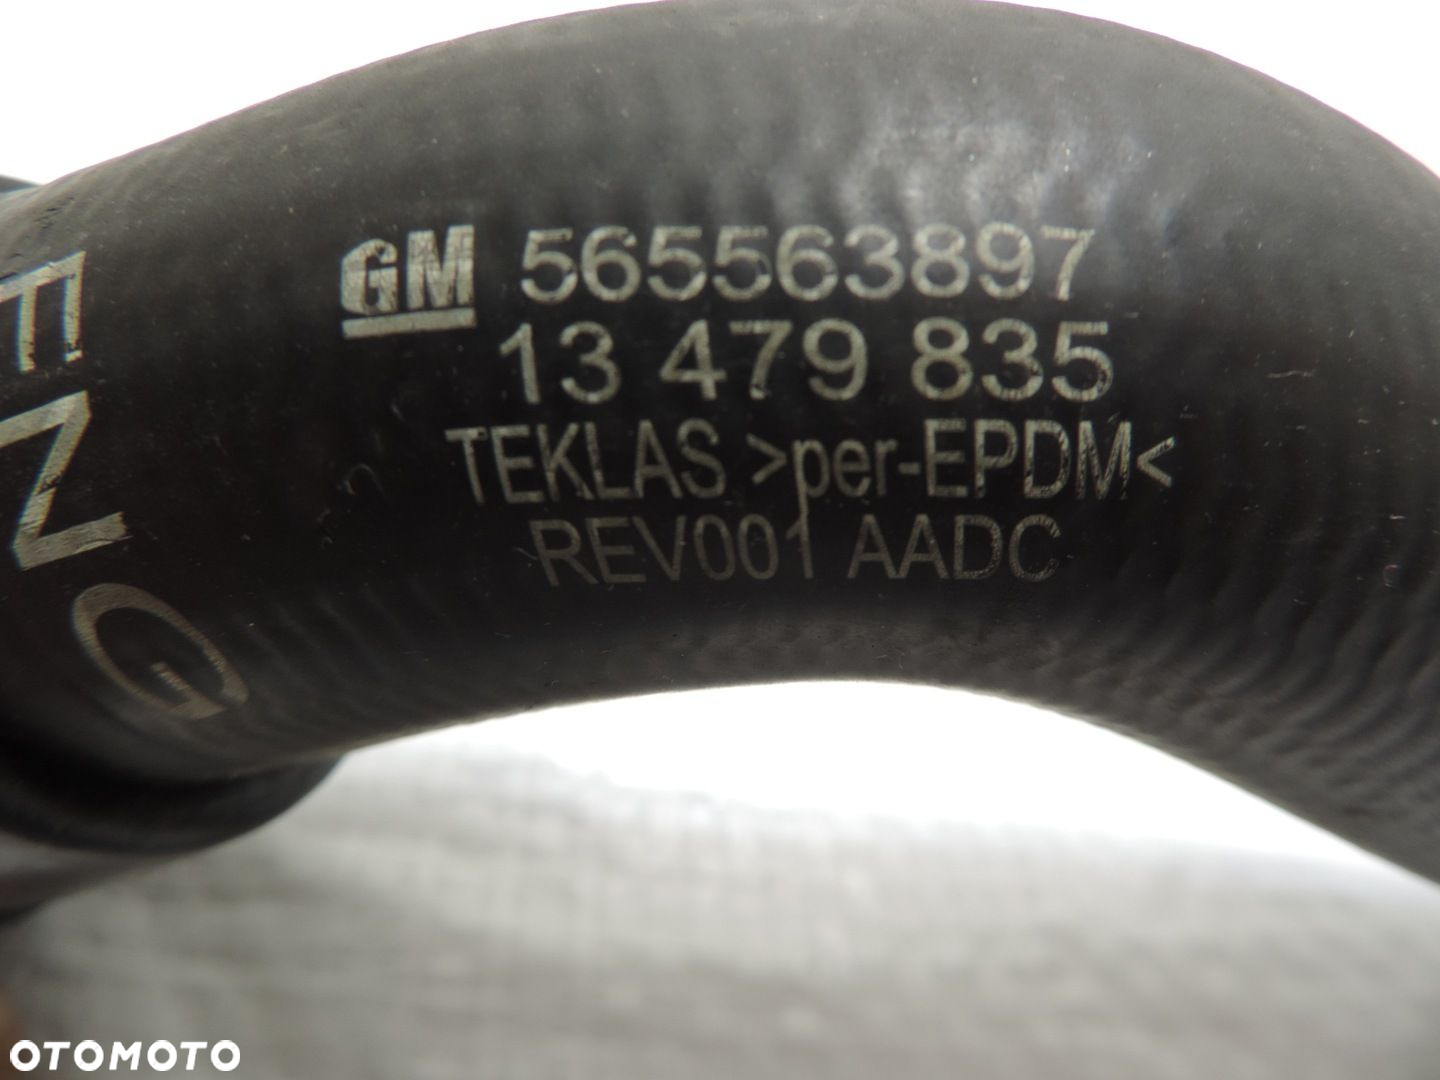 GM 565563897
13 479 835
TEKLAS >per-EPDM<
REV001 AADC
ENG
OTOMOTO